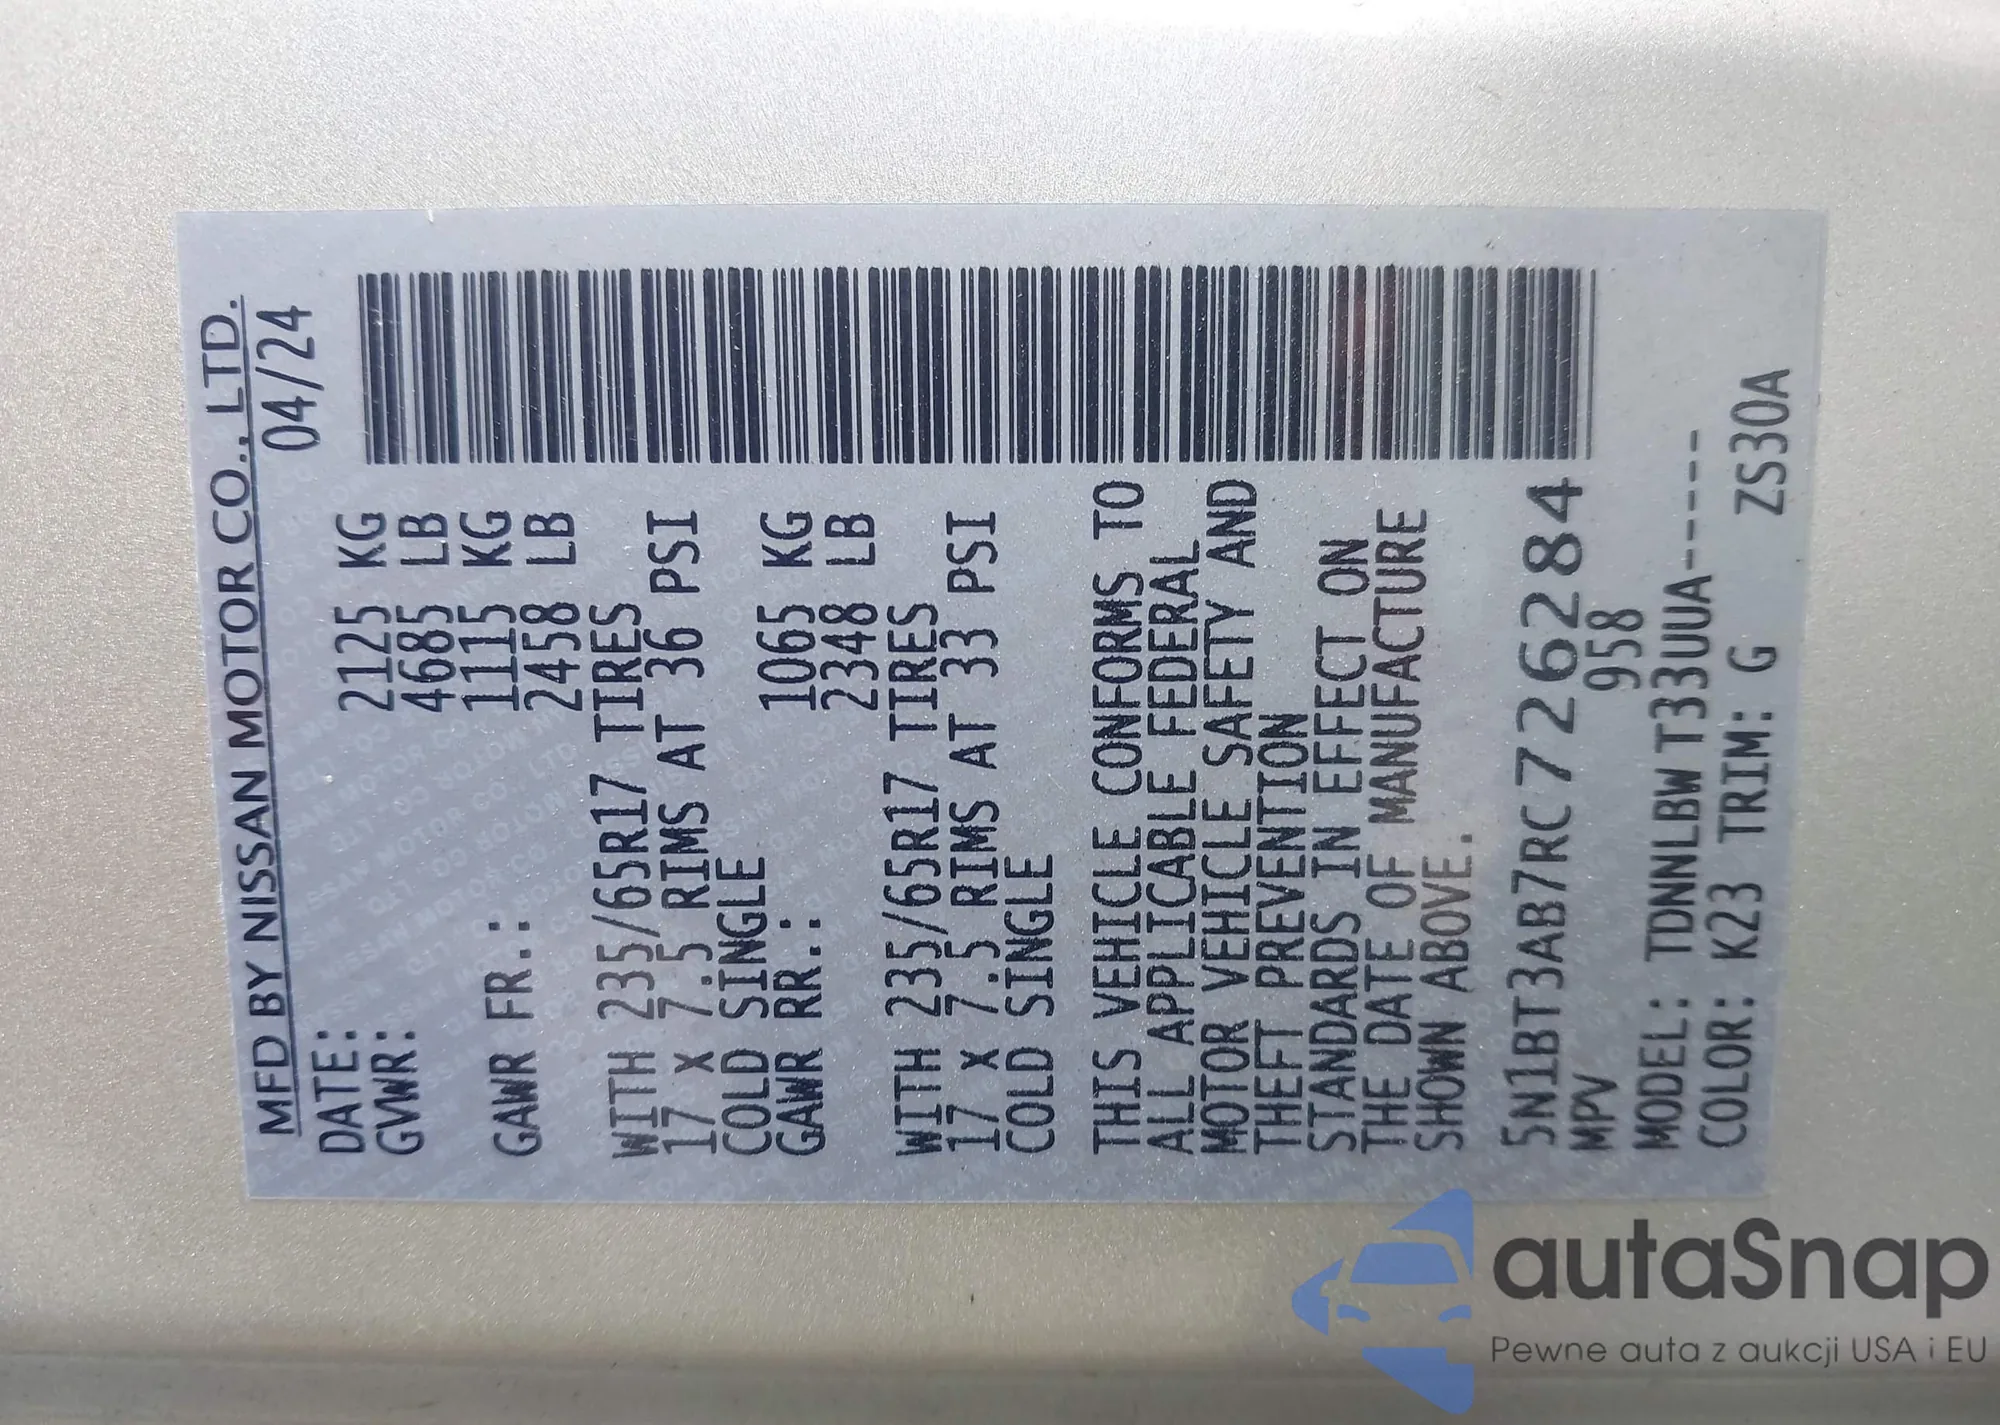 MFD BY NISSAN MOTOR CO., LTD.
DATE: 04/24
GVWR: 2125 KG
4685 LB
GAWR FR.: 1115 KG
2458 LB
WITH 235/65R17 TIRES
17 x 7.5 RIMS AT 36 PSI
COLD SINGLE
GAWR RR.: 1065 KG
2348 LB
WITH 235/65R17 TIRES
17 x 7.5 RIMS AT 33 PSI
COLD SINGLE
THIS VEHICLE CONFORMS TO
ALL APPLICABLE FEDERAL
MOTOR VEHICLE SAFETY AND
THEFT PREVENTION
STANDARDS IN EFFECT ON
THE DATE OF MANUFACTURE
SHOWN ABOVE.
5N1BT3AB7RC726284
MPV 958
MODEL: TDNNLBW T33UUA-----
COLOR: K23 TRIM: G ZS30A
autaSnap
Pewne auta z aukcji USA i EU